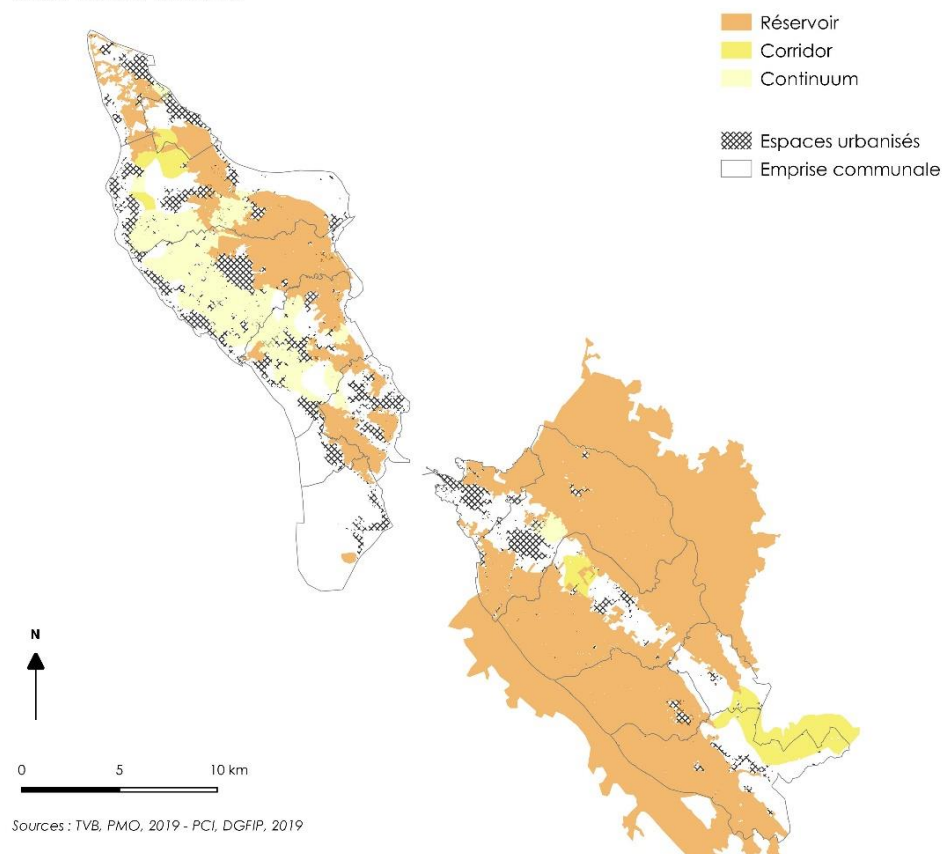 Réservoir
Corridor
Continuum
Espaces urbanisés
Emprise communale
N
0 5 10 km
Sources : TVB, PMO, 2019 - PCI, DGFIP, 2019